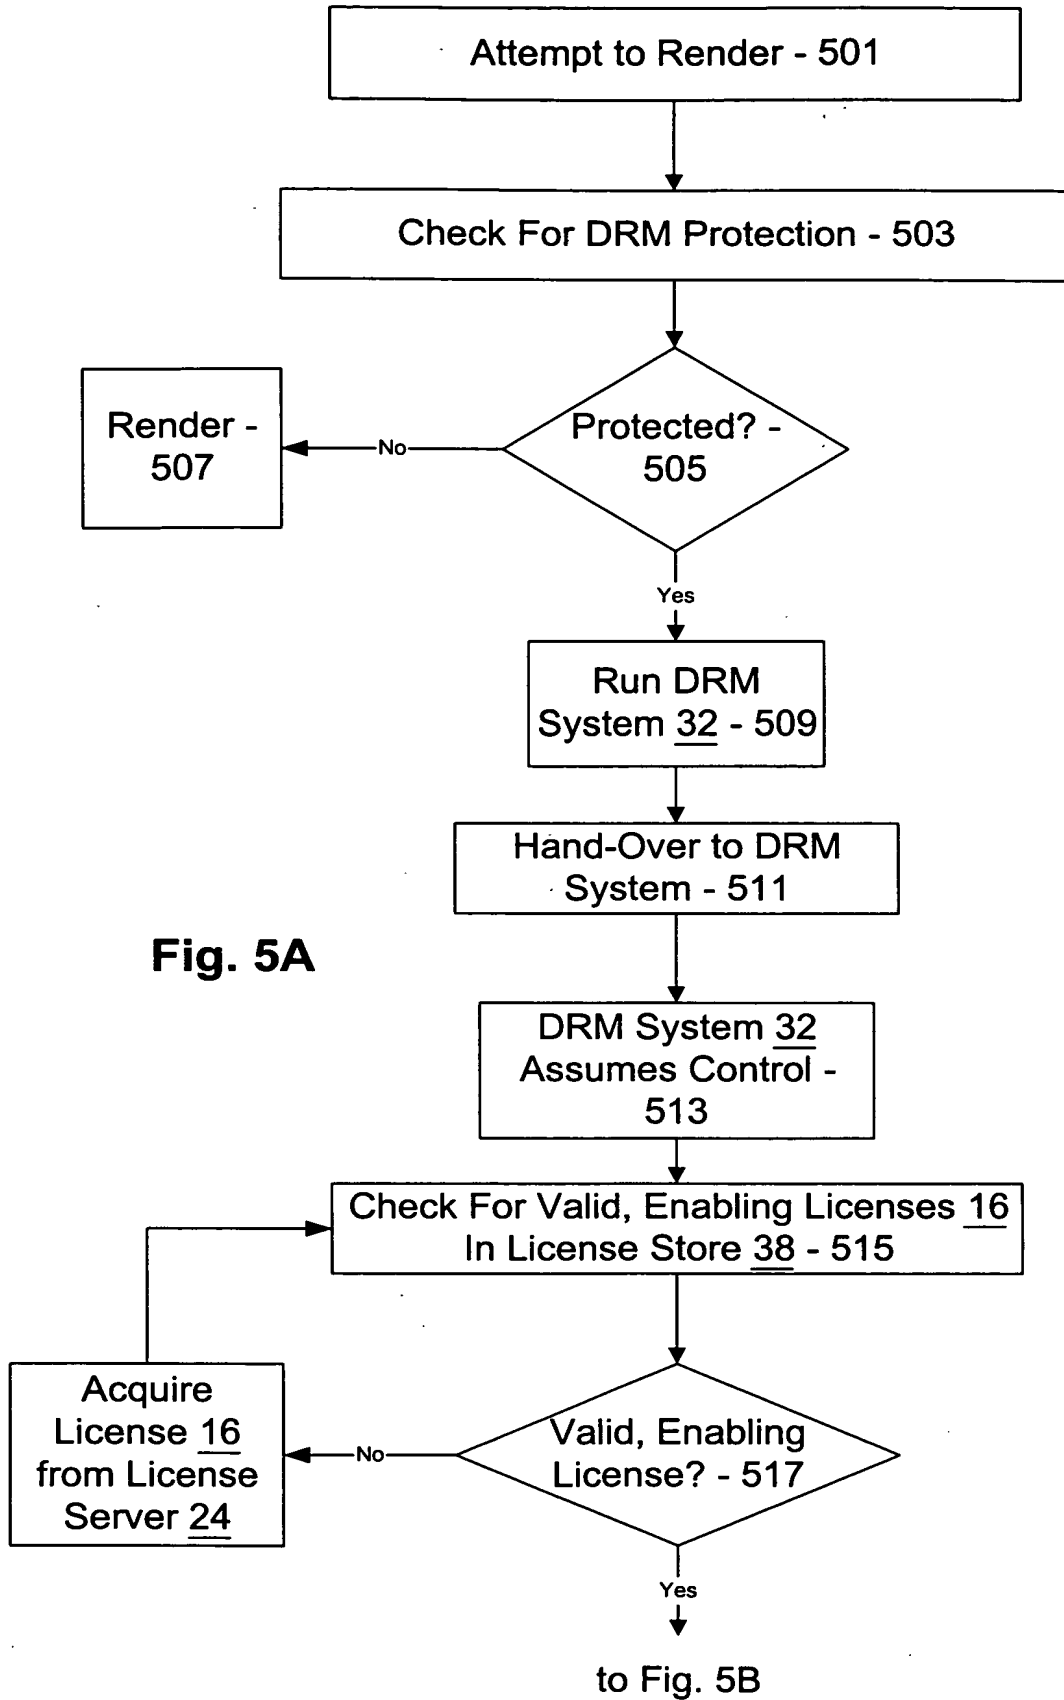 Attempt to Render - 501
Check For DRM Protection - 503
Protected? -
505
No
Render -
507
Yes
Run DRM
System 32 - 509
Hand-Over to DRM
System - 511
Fig. 5A
DRM System 32
Assumes Control -
513
Check For Valid, Enabling Licenses 16
In License Store 38 - 515
Valid, Enabling
License? - 517
No
Acquire
License 16
from License
Server 24
Yes
to Fig. 5B